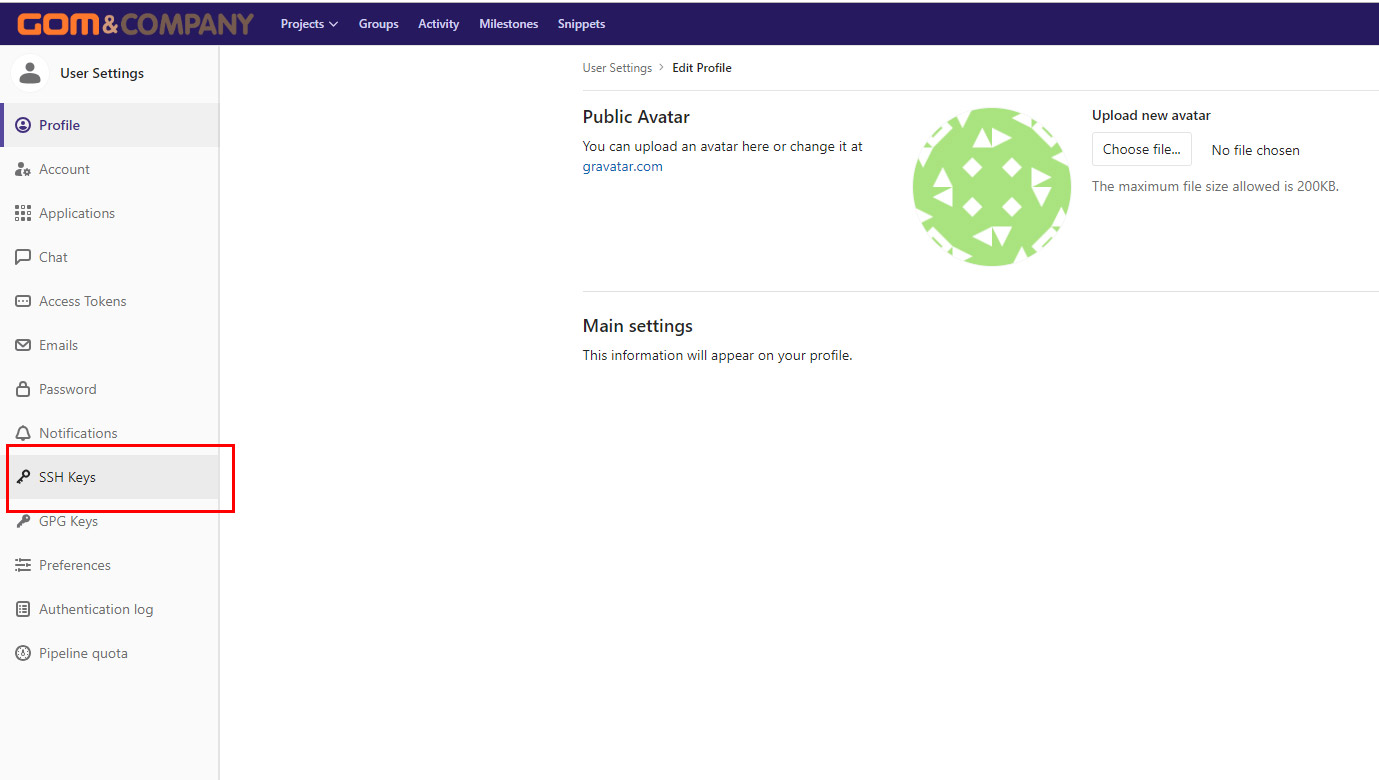 GOM&COMPANY
Projects Groups Activity Milestones Snippets
User Settings
Profile
Account
Applications
Chat
Access Tokens
Emails
Password
Notifications
SSH Keys
GPG Keys
Preferences
Authentication log
Pipeline quota
User Settings > Edit Profile
Public Avatar
You can upload an avatar here or change it at
gravatar.com
Upload new avatar
Choose file... No file chosen
The maximum file size allowed is 200KB.
Main settings
This information will appear on your profile.